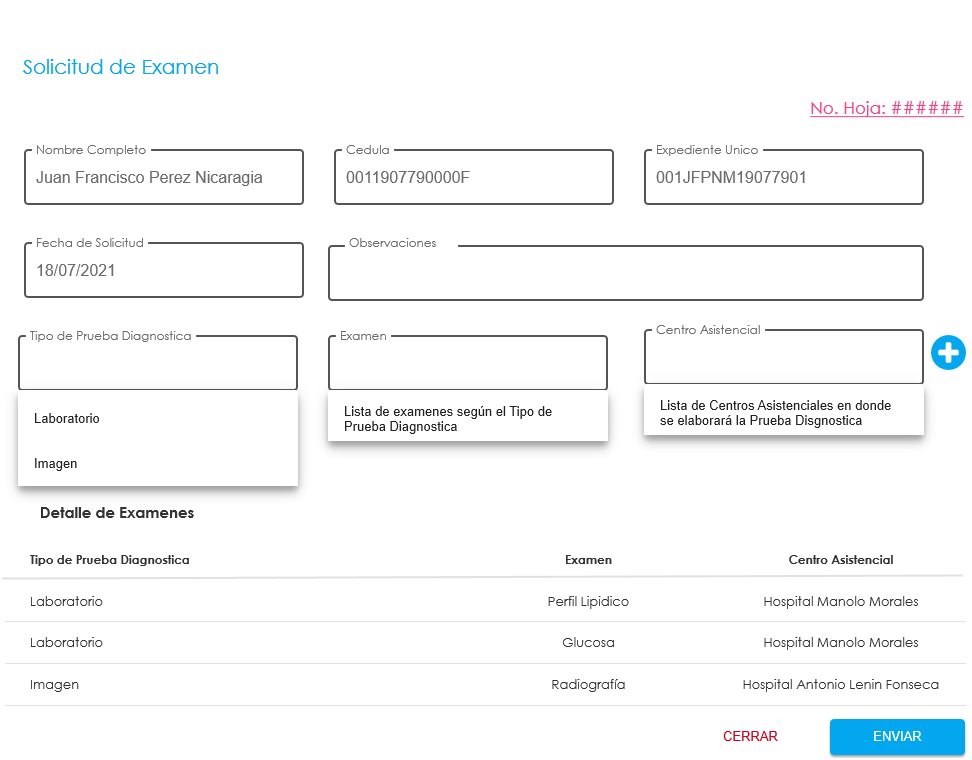 Solicitud de Examen
No. Hoja: ######
Nombre Completo
Juan Francisco Perez Nicaragia
Cedula
0011907790000F
Expediente Unico
001JFPNM19077901
Fecha de Solicitud
18/07/2021
Observaciones
Tipo de Prueba Diagnostica
Laboratorio
Imagen
Examen
Lista de examenes según el Tipo de
Prueba Diagnostica
Centro Asistencial
Lista de Centros Asistenciales en donde
se elaborará la Prueba Disgnostica
Detalle de Examenes
Tipo de Prueba Diagnostica Examen Centro Asistencial
Laboratorio Perfil Lipidico Hospital Manolo Morales
Laboratorio Glucosa Hospital Manolo Morales
Imagen Radiografía Hospital Antonio Lenin Fonseca
CERRAR ENVIAR